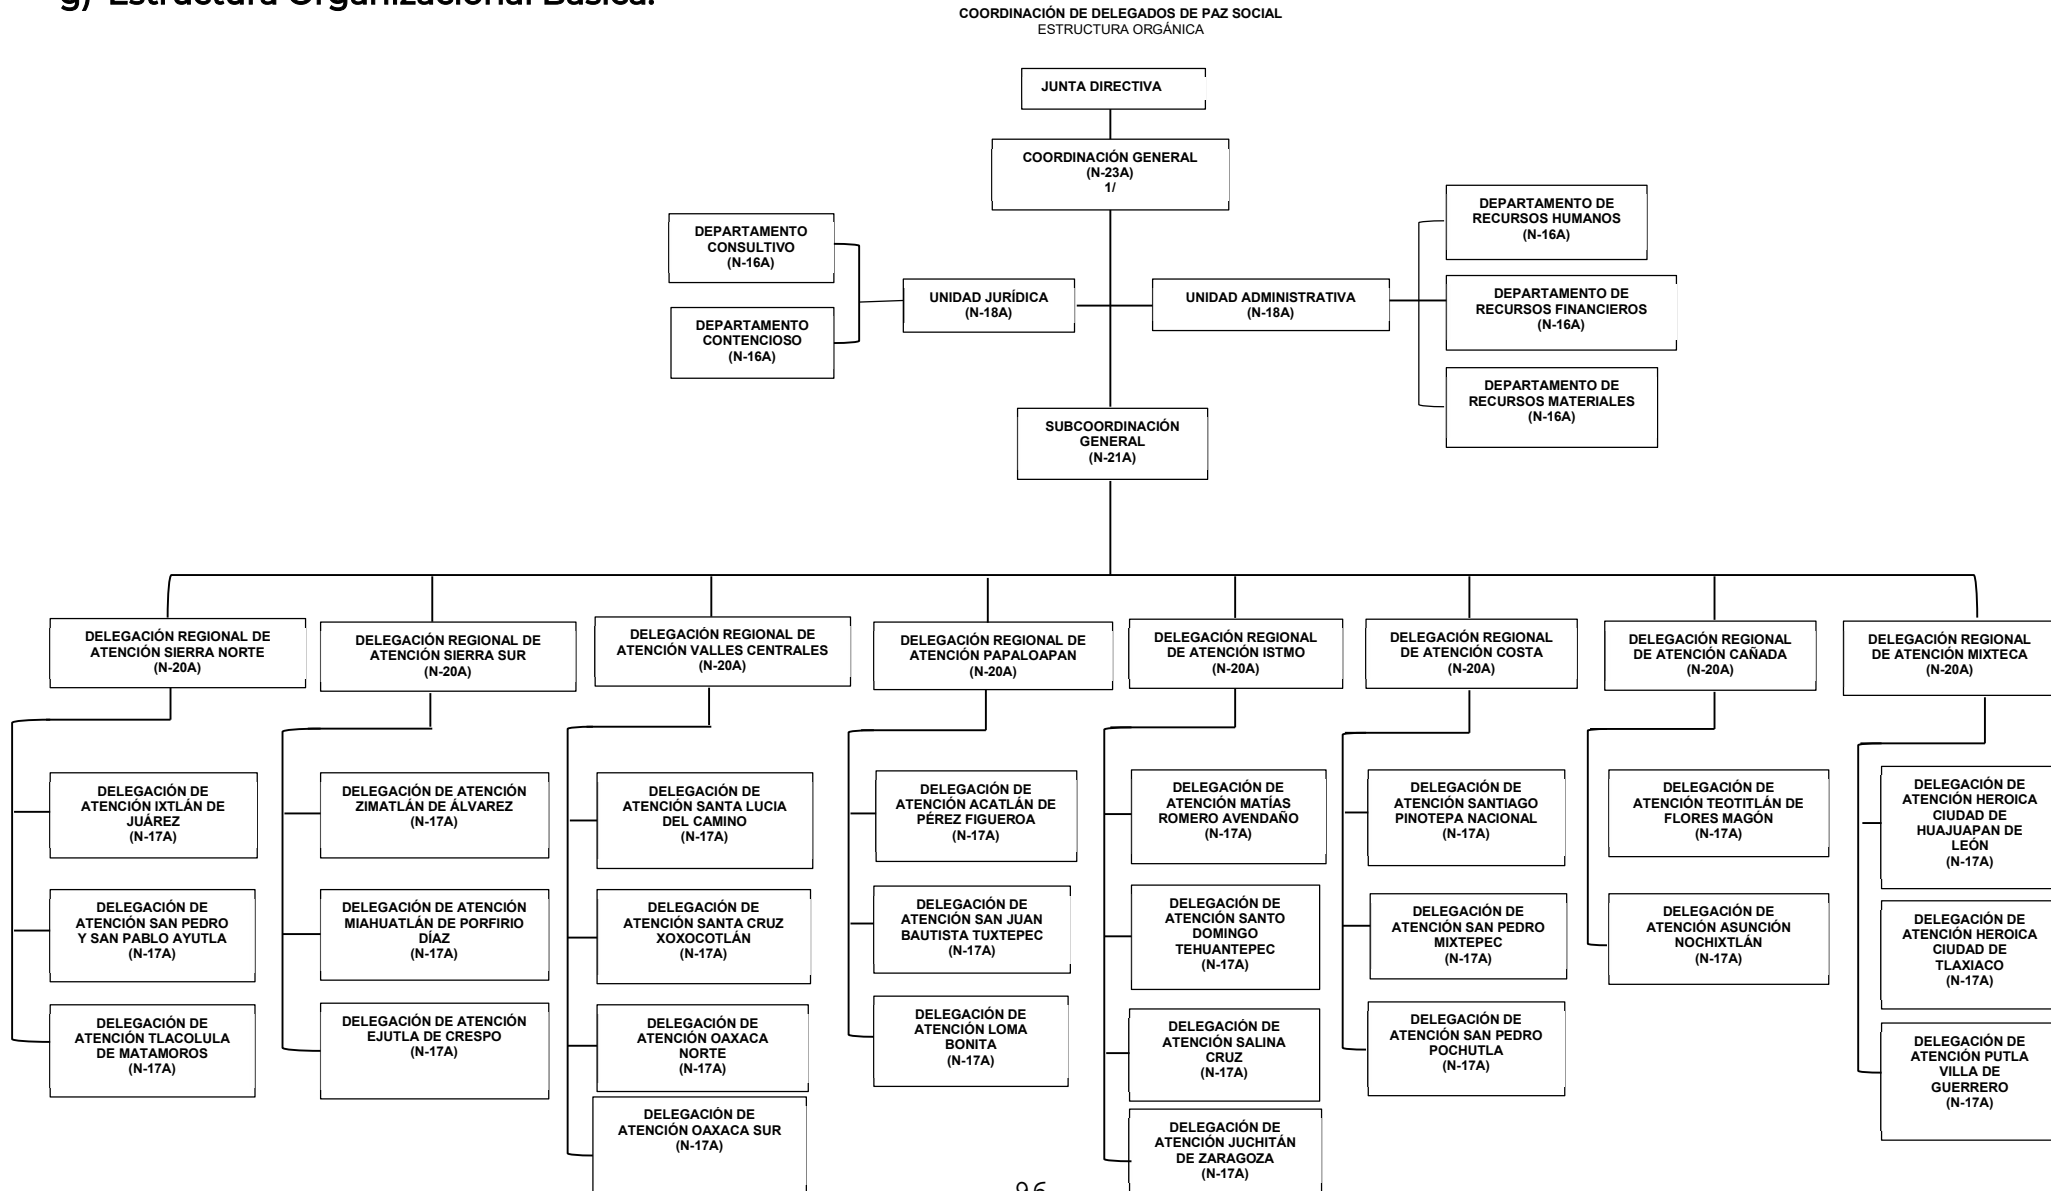 g) Estructura Organizacional Básica.
COORDINACIÓN DE DELEGADOS DE PAZ SOCIAL
ESTRUCTURA ORGÁNICA
JUNTA DIRECTIVA
COORDINACIÓN GENERAL
(N-23A)
1/
DEPARTAMENTO
CONSULTIVO
(N-16A)
DEPARTAMENTO
CONTENCIOSO
(N-16A)
UNIDAD JURÍDICA
(N-18A)
UNIDAD ADMINISTRATIVA
(N-18A)
DEPARTAMENTO DE
RECURSOS HUMANOS
(N-16A)
DEPARTAMENTO DE
RECURSOS FINANCIEROS
(N-16A)
DEPARTAMENTO DE
RECURSOS MATERIALES
(N-16A)
SUBCOORDINACIÓN
GENERAL
(N-21A)
DELEGACIÓN REGIONAL DE
ATENCIÓN SIERRA NORTE
(N-20A)
DELEGACIÓN REGIONAL DE
ATENCIÓN SIERRA SUR
(N-20A)
DELEGACIÓN REGIONAL DE
ATENCIÓN VALLES CENTRALES
(N-20A)
DELEGACIÓN REGIONAL DE
ATENCIÓN PAPALOAPAN
(N-20A)
DELEGACIÓN REGIONAL
DE ATENCIÓN ISTMO
(N-20A)
DELEGACIÓN REGIONAL
DE ATENCIÓN COSTA
(N-20A)
DELEGACIÓN REGIONAL
DE ATENCIÓN CAÑADA
(N-20A)
DELEGACIÓN REGIONAL
DE ATENCIÓN MIXTECA
(N-20A)
DELEGACIÓN DE
ATENCIÓN IXTLÁN DE
JUÁREZ
(N-17A)
DELEGACIÓN DE
ATENCIÓN SAN PEDRO
Y SAN PABLO AYUTLA
(N-17A)
DELEGACIÓN DE
ATENCIÓN TLACOLULA
DE MATAMOROS
(N-17A)
DELEGACIÓN DE ATENCIÓN
ZIMATLÁN DE ÁLVAREZ
(N-17A)
DELEGACIÓN DE ATENCIÓN
MIAHUATLÁN DE PORFIRIO
DÍAZ
(N-17A)
DELEGACIÓN DE ATENCIÓN
EJUTLA DE CRESPO
(N-17A)
DELEGACIÓN DE
ATENCIÓN SANTA LUCIA
DEL CAMINO
(N-17A)
DELEGACIÓN DE
ATENCIÓN SANTA CRUZ
XOXOCOTLÁN
(N-17A)
DELEGACIÓN DE
ATENCIÓN OAXACA
NORTE
(N-17A)
DELEGACIÓN DE
ATENCIÓN OAXACA SUR
(N-17A)
DELEGACIÓN DE
ATENCIÓN ACATLÁN DE
PÉREZ FIGUEROA
(N-17A)
DELEGACIÓN DE
ATENCIÓN SAN JUAN
BAUTISTA TUXTEPEC
(N-17A)
DELEGACIÓN DE
ATENCIÓN LOMA
BONITA
(N-17A)
DELEGACIÓN DE
ATENCIÓN MATÍAS
ROMERO AVENDAÑO
(N-17A)
DELEGACIÓN DE
ATENCIÓN SANTO
DOMINGO
TEHUANTEPEC
(N-17A)
DELEGACIÓN DE
ATENCIÓN SALINA
CRUZ
(N-17A)
DELEGACIÓN DE
ATENCIÓN JUCHITÁN
DE ZARAGOZA
(N-17A)
DELEGACIÓN DE
ATENCIÓN SANTIAGO
PINOTEPA NACIONAL
(N-17A)
DELEGACIÓN DE
ATENCIÓN SAN PEDRO
MIXTEPEC
(N-17A)
DELEGACIÓN DE
ATENCIÓN SAN PEDRO
POCHUTLA
(N-17A)
DELEGACIÓN DE
ATENCIÓN TEOTITLÁN DE
FLORES MAGÓN
(N-17A)
DELEGACIÓN DE
ATENCIÓN ASUNCIÓN
NOCHIXTLÁN
(N-17A)
DELEGACIÓN DE
ATENCIÓN HEROICA
CIUDAD DE
HUAJUAPAN DE
LEÓN
(N-17A)
DELEGACIÓN DE
ATENCIÓN HEROICA
CIUDAD DE
TLAXIACO
(N-17A)
DELEGACIÓN DE
ATENCIÓN PUTLA
VILLA DE
GUERRERO
(N-17A)
96